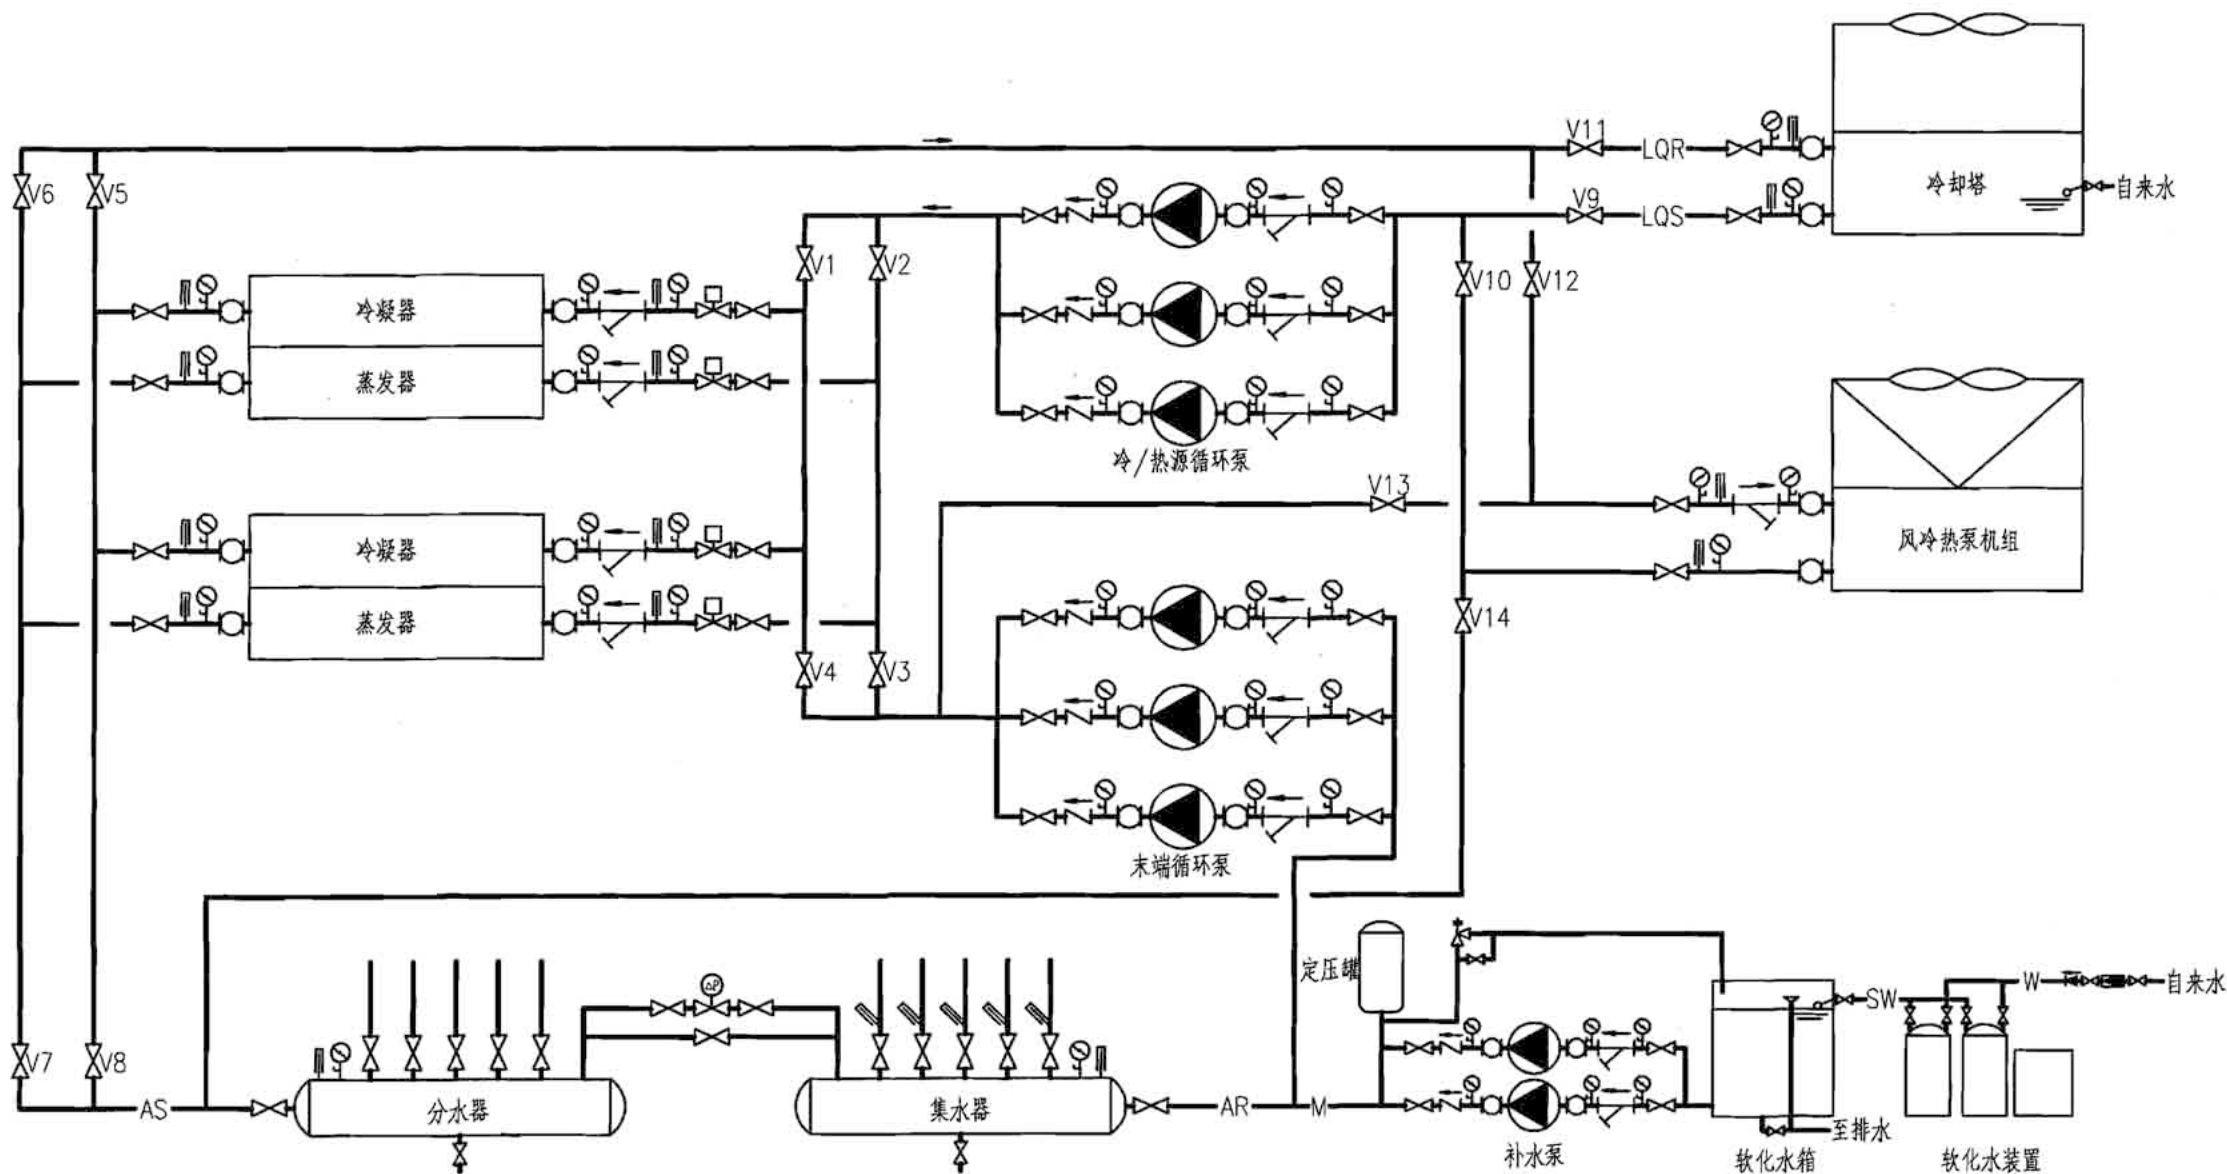 V11
LQR
V6
V5
冷却塔
自来水
V9
LQS
V1
V2
V10
V12
冷凝器
蒸发器
冷/热源循环泵
V13
冷凝器
风冷热泵机组
蒸发器
V14
V4
V3
末端循环泵
定压罐
ΔP
SW
W
自来水
V7
V8
AS
分水器
集水器
AR
M
至排水
补水泵
软化水箱
软化水装置